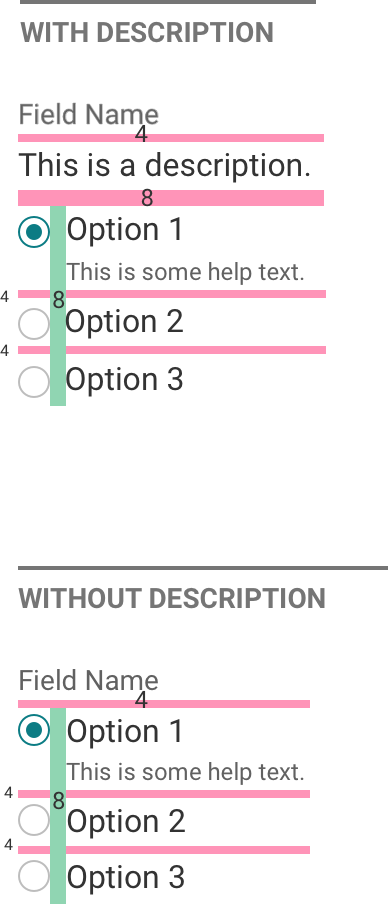 WITH DESCRIPTION
Field Name
4
This is a description.
8
Option 1
This is some help text.
4
8
Option 2
4
Option 3
WITHOUT DESCRIPTION
Field Name
4
Option 1
This is some help text.
4
8
Option 2
4
Option 3